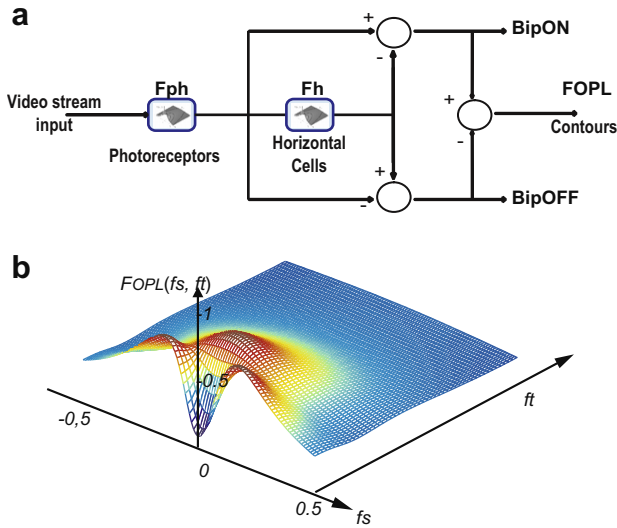 a
+
BipON
-
Fph
Fh
FOPL
Video stream
input
+
Contours
Photoreceptors
Horizontal
Cells
+
-
-
BipOFF
b
FOPL(fs, ft)
-1
-0.5
-0,5
ft
0
0.5
fs